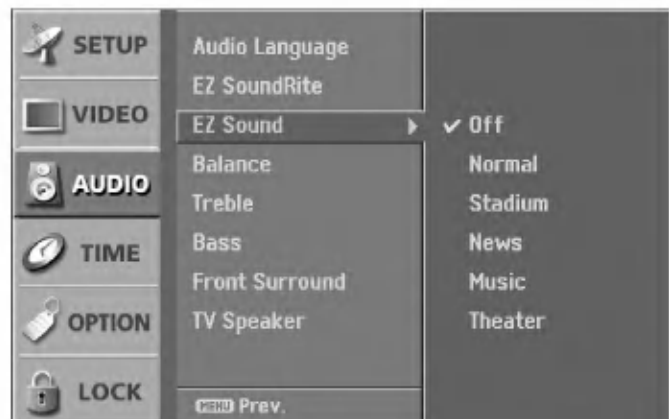 SETUP
VIDEO
AUDIO
TIME
OPTION
LOCK
Audio Language
EZ SoundRite
EZ Sound
Balance
Treble
Bass
Front Surround
TV Speaker
MENU Prev.
Off
Normal
Stadium
News
Music
Theater